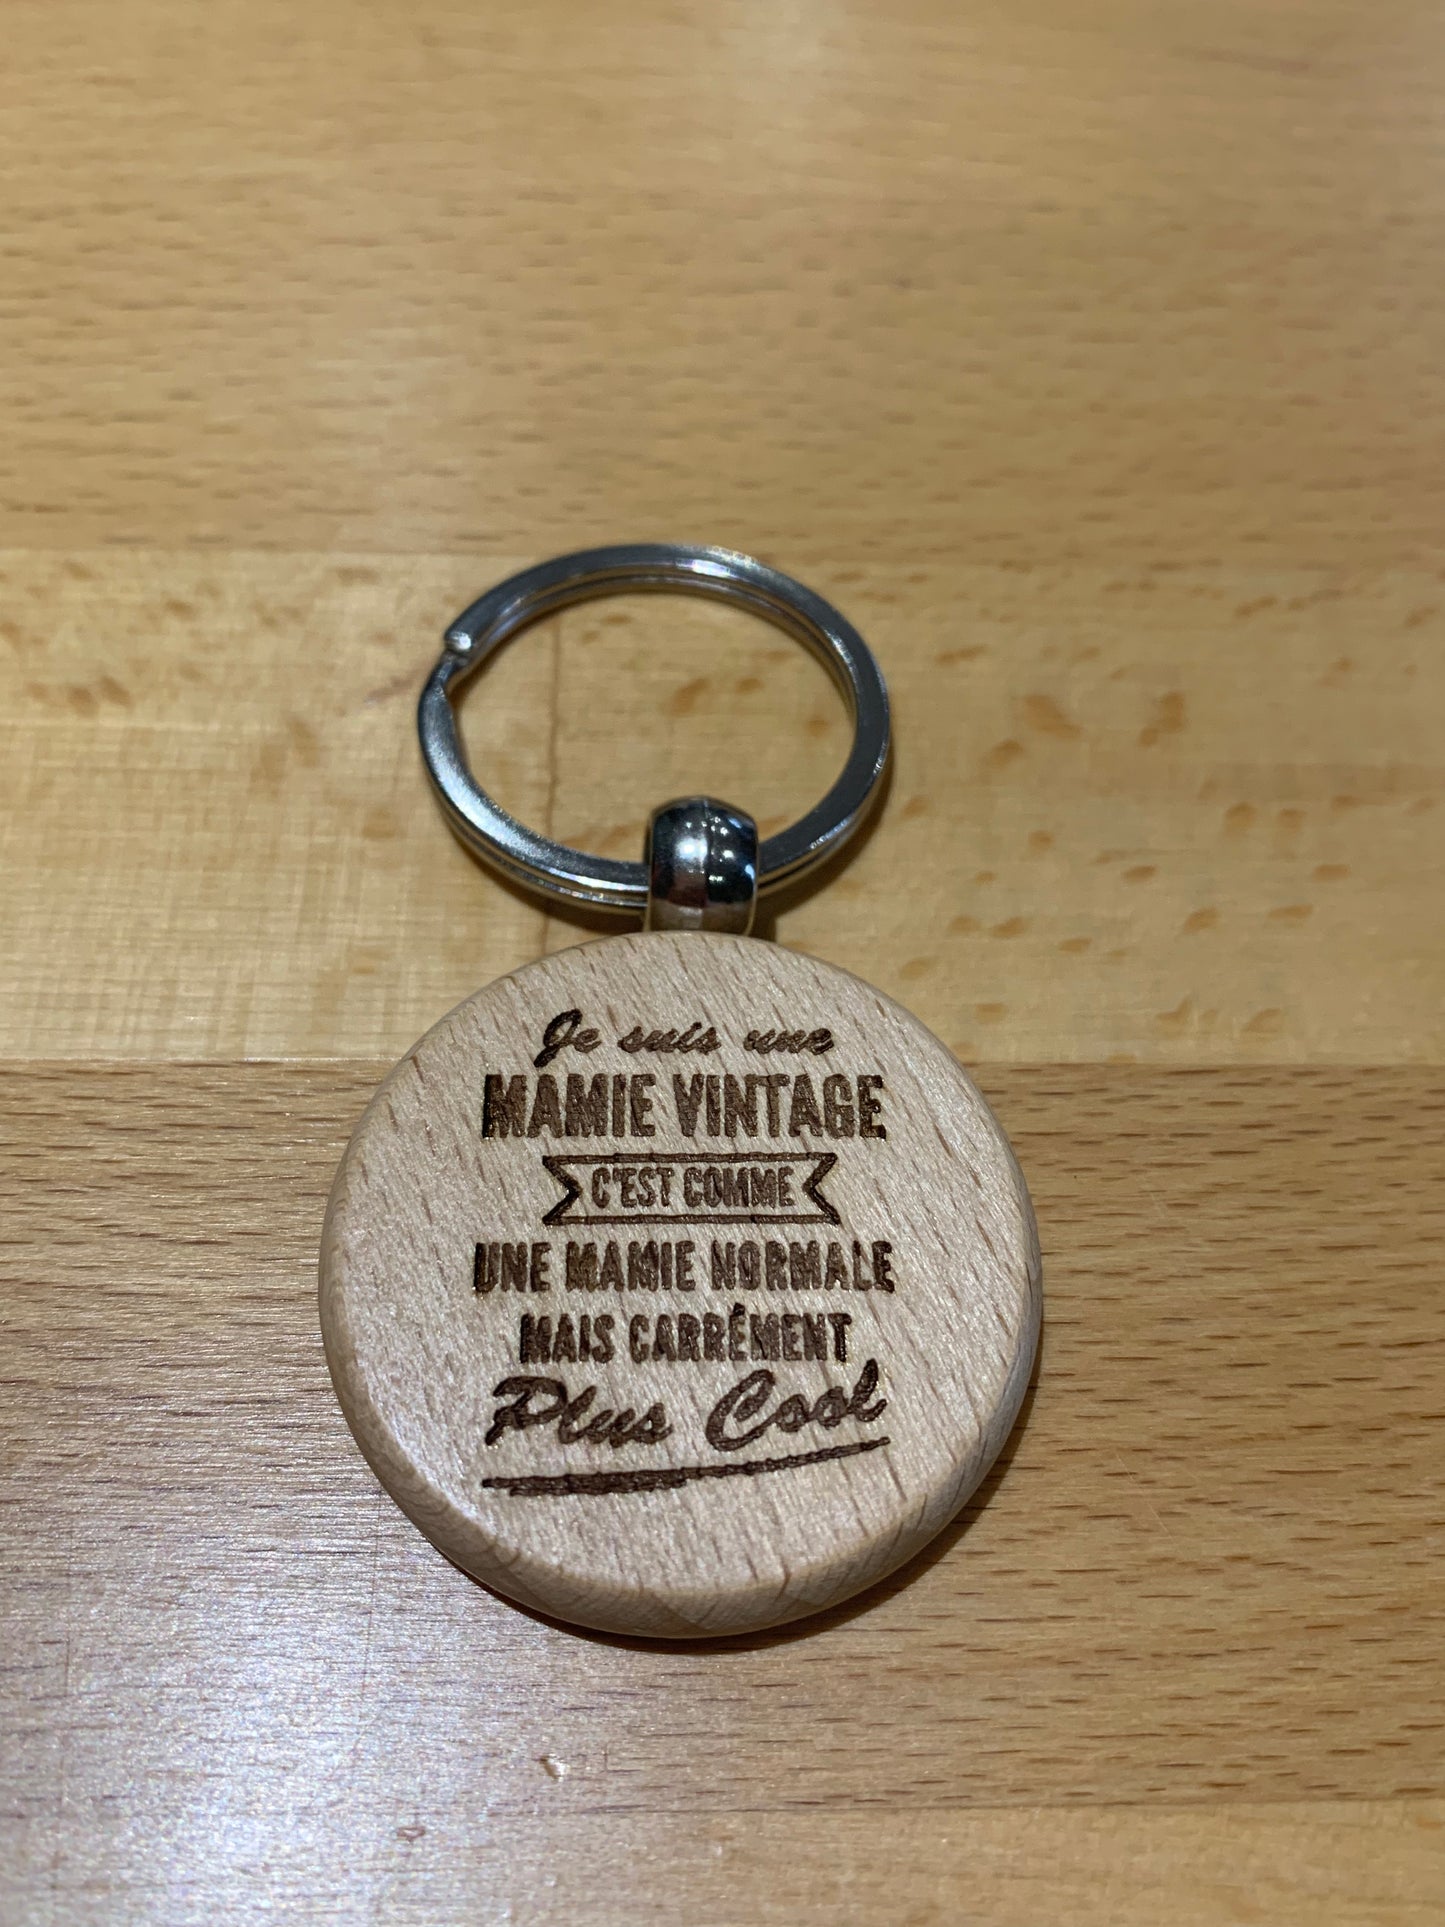 Je suis une
MAMIE VINTAGE
C'EST COMME
UNE MAMIE NORMALE
MAIS CARRÉMENT
Plus Cool